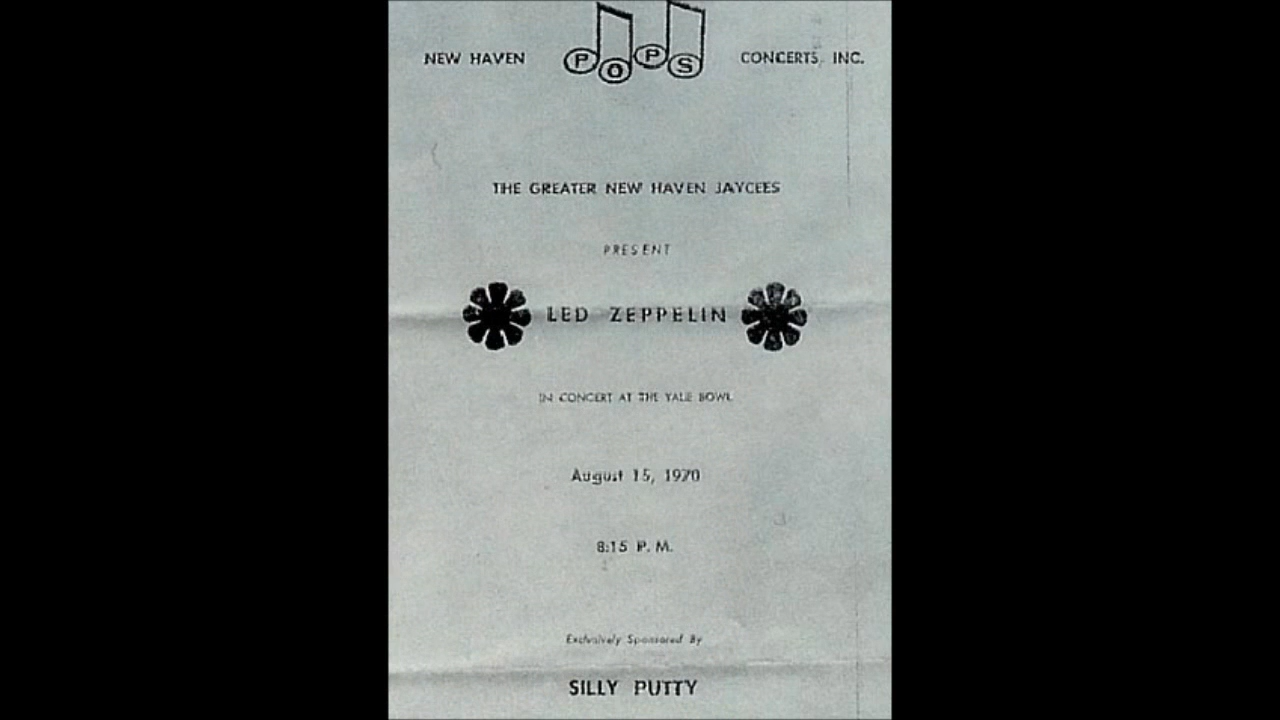 NEW HAVEN POPS CONCERTS, INC.
THE GREATER NEW HAVEN JAYCEES
PRESENT
LED ZEPPELIN
IN CONCERT AT THE YALE BOWL
August 15, 1970
8:15 P. M.
Exclusively Sponsored By
SILLY PUTTY